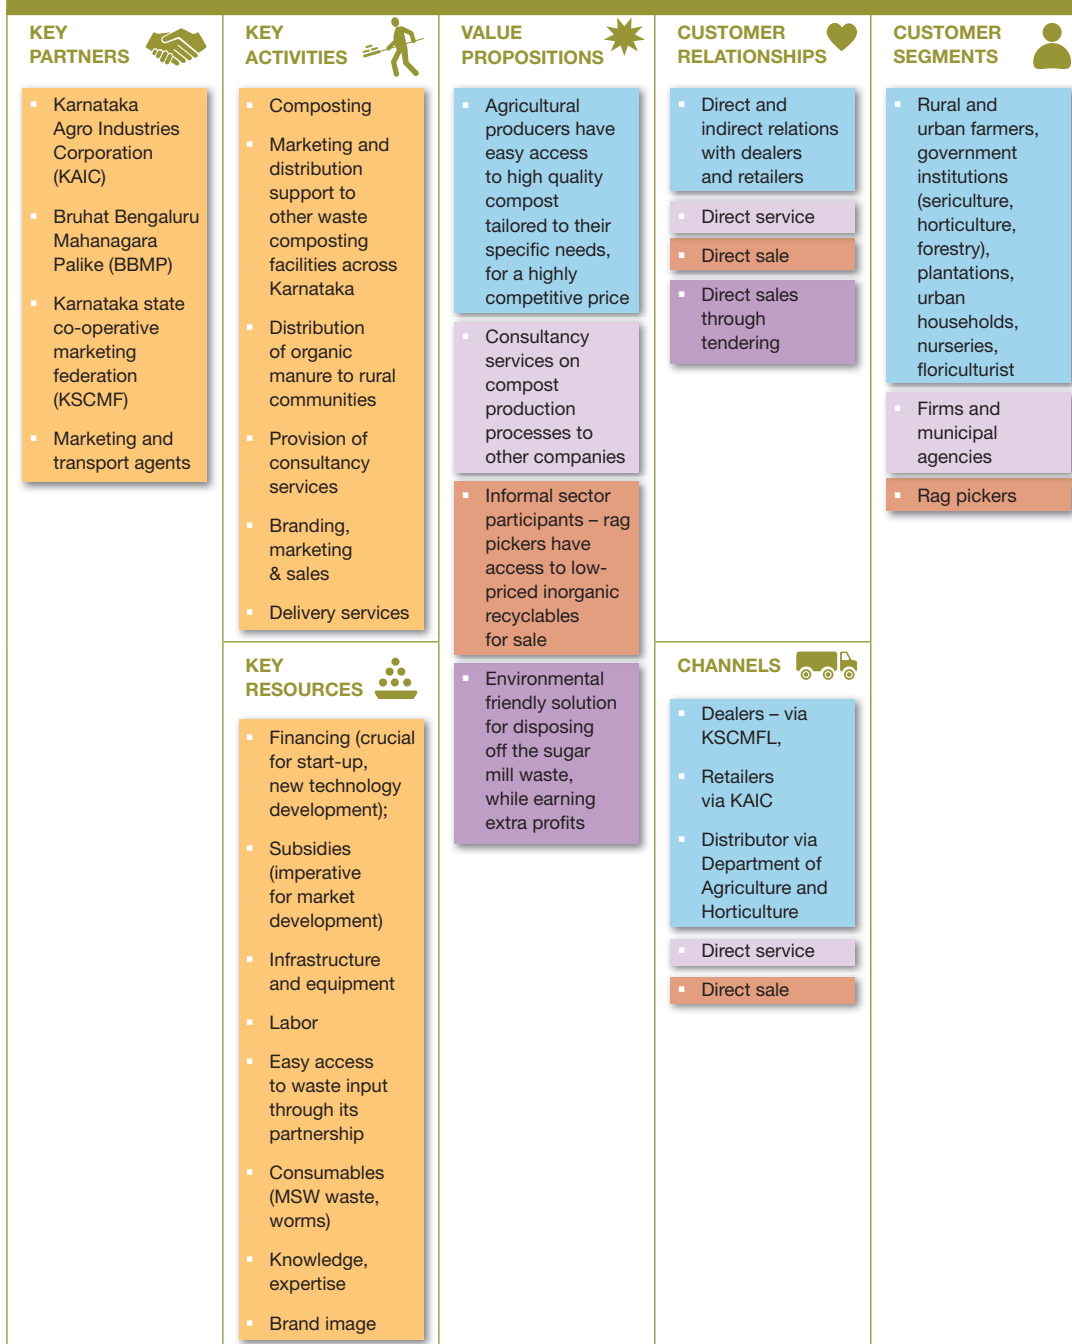 KEY
PARTNERS
Karnataka
Agro Industries
Corporation
(KAIC)
Bruhat Bengaluru
Mahanagara
Palike (BBMP)
Karnataka state
co-operative
marketing
federation
(KSCMF)
Marketing and
transport agents
KEY
ACTIVITIES
Composting
Marketing and
distribution
support to
other waste
composting
facilities across
Karnataka
Distribution
of organic
manure to rural
communities
Provision of
consultancy
services
Branding,
marketing
& sales
Delivery services
KEY
RESOURCES
Financing (crucial
for start-up,
new technology
development);
Subsidies
(imperative
for market
development)
Infrastructure
and equipment
Labor
Easy access
to waste input
through its
partnership
Consumables
(MSW waste,
worms)
Knowledge,
expertise
Brand image
VALUE
PROPOSITIONS
Agricultural
producers have
easy access
to high quality
compost
tailored to their
specific needs,
for a highly
competitive price
Consultancy
services on
compost
production
processes to
other companies
Informal sector
participants – rag
pickers have
access to low-
priced inorganic
recyclables
for sale
Environmental
friendly solution
for disposing
off the sugar
mill waste,
while earning
extra profits
CUSTOMER
RELATIONSHIPS
Direct and
indirect relations
with dealers
and retailers
Direct service
Direct sale
Direct sales
through
tendering
CHANNELS
Dealers – via
KSCMFL,
Retailers
via KAIC
Distributor via
Department of
Agriculture and
Horticulture
Direct service
Direct sale
CUSTOMER
SEGMENTS
Rural and
urban farmers,
government
institutions
(sericulture,
horticulture,
forestry),
plantations,
urban
households,
nurseries,
floriculturist
Firms and
municipal
agencies
Rag pickers